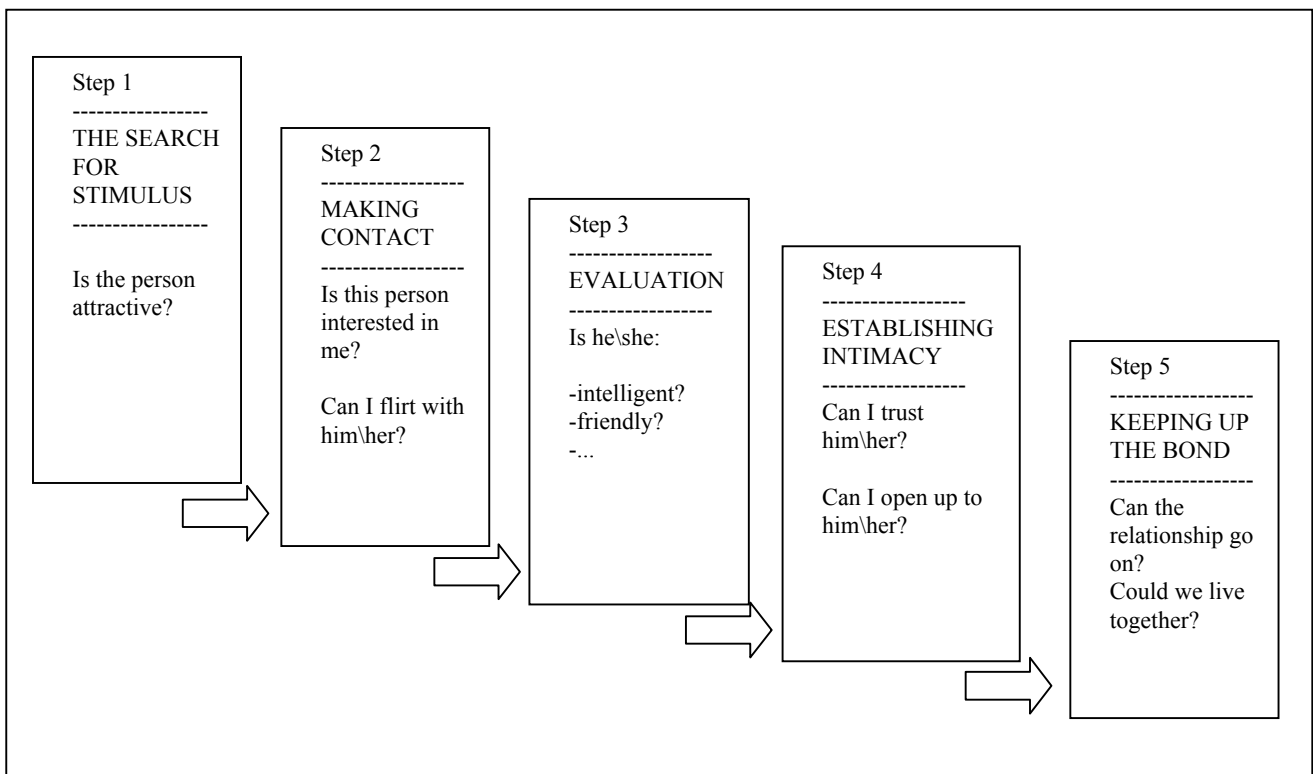 Step 1
-----------------
THE SEARCH
FOR
STIMULUS
-----------------
Is the person
attractive?
Step 2
------------------
MAKING
CONTACT
------------------
Is this person
interested in
me?
Can I flirt with
him\her?
Step 3
------------------
EVALUATION
------------------
Is he\she:
-intelligent?
-friendly?
-...
Step 4
------------------
ESTABLISHING
INTIMACY
------------------
Can I trust
him\her?
Can I open up to
him\her?
Step 5
------------------
KEEPING UP
THE BOND
------------------
Can the
relationship go
on?
Could we live
together?